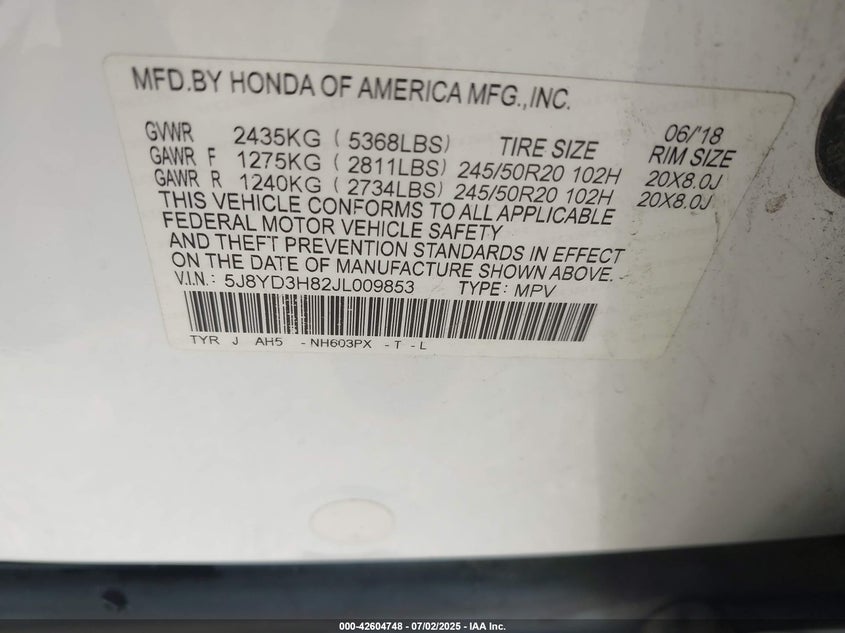 MFD.BY HONDA OF AMERICA MFG.,INC.
06/'18
GVWR 2435KG ( 5368LBS) TIRE SIZE RIM SIZE
GAWR F 1275KG ( 2811LBS) 245/50R20 102H 20X8.0J
GAWR R 1240KG ( 2734LBS) 245/50R20 102H 20X8.0J
THIS VEHICLE CONFORMS TO ALL APPLICABLE
FEDERAL MOTOR VEHICLE SAFETY
AND THEFT PREVENTION STANDARDS IN EFFECT
ON THE DATE OF MANUFACTURE SHOWN ABOVE.
V.I.N.: 5J8YD3H82JL009853 TYPE: MPV
TYR J AH5 - NH603PX - T - L
000-42604748 - 07/02/2025 - IAA Inc.